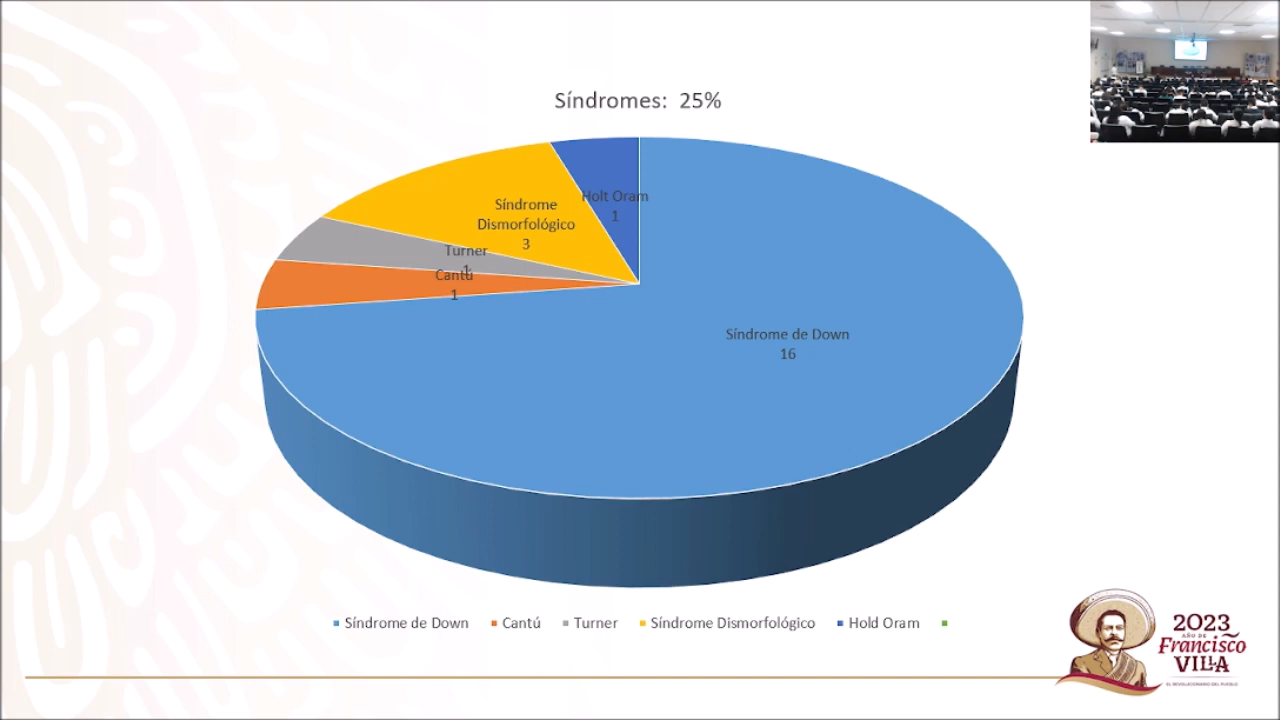 Síndromes: 25%
Holt Oram
1
Síndrome
Dismorfológico
3
Turner
1
Cantú
1
Síndrome de Down
16
Síndrome de Down Cantú Turner Síndrome Dismorfológico Hold Oram
2023
AÑO DE
Francisco
VILLA
EL REVOLUCIONARIO DEL PUEBLO